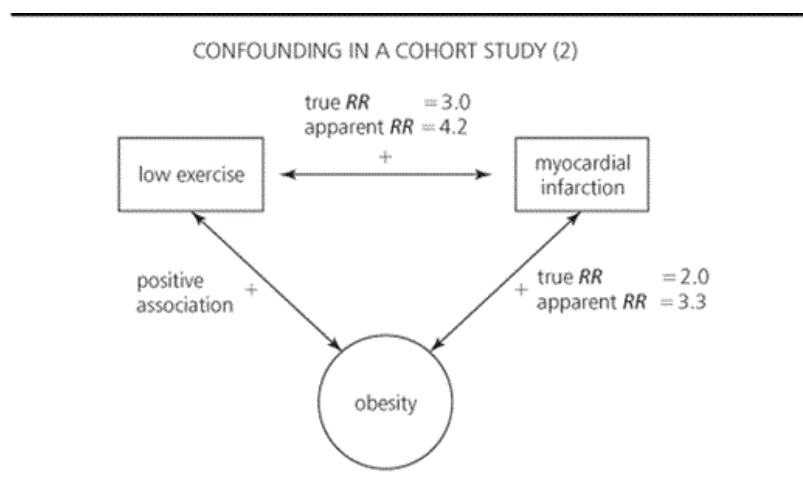 CONFOUNDING IN A COHORT STUDY (2)
true RR = 3.0
apparent RR = 4.2
+
low exercise
myocardial
infarction
positive
association
+
+
true RR = 2.0
apparent RR = 3.3
obesity